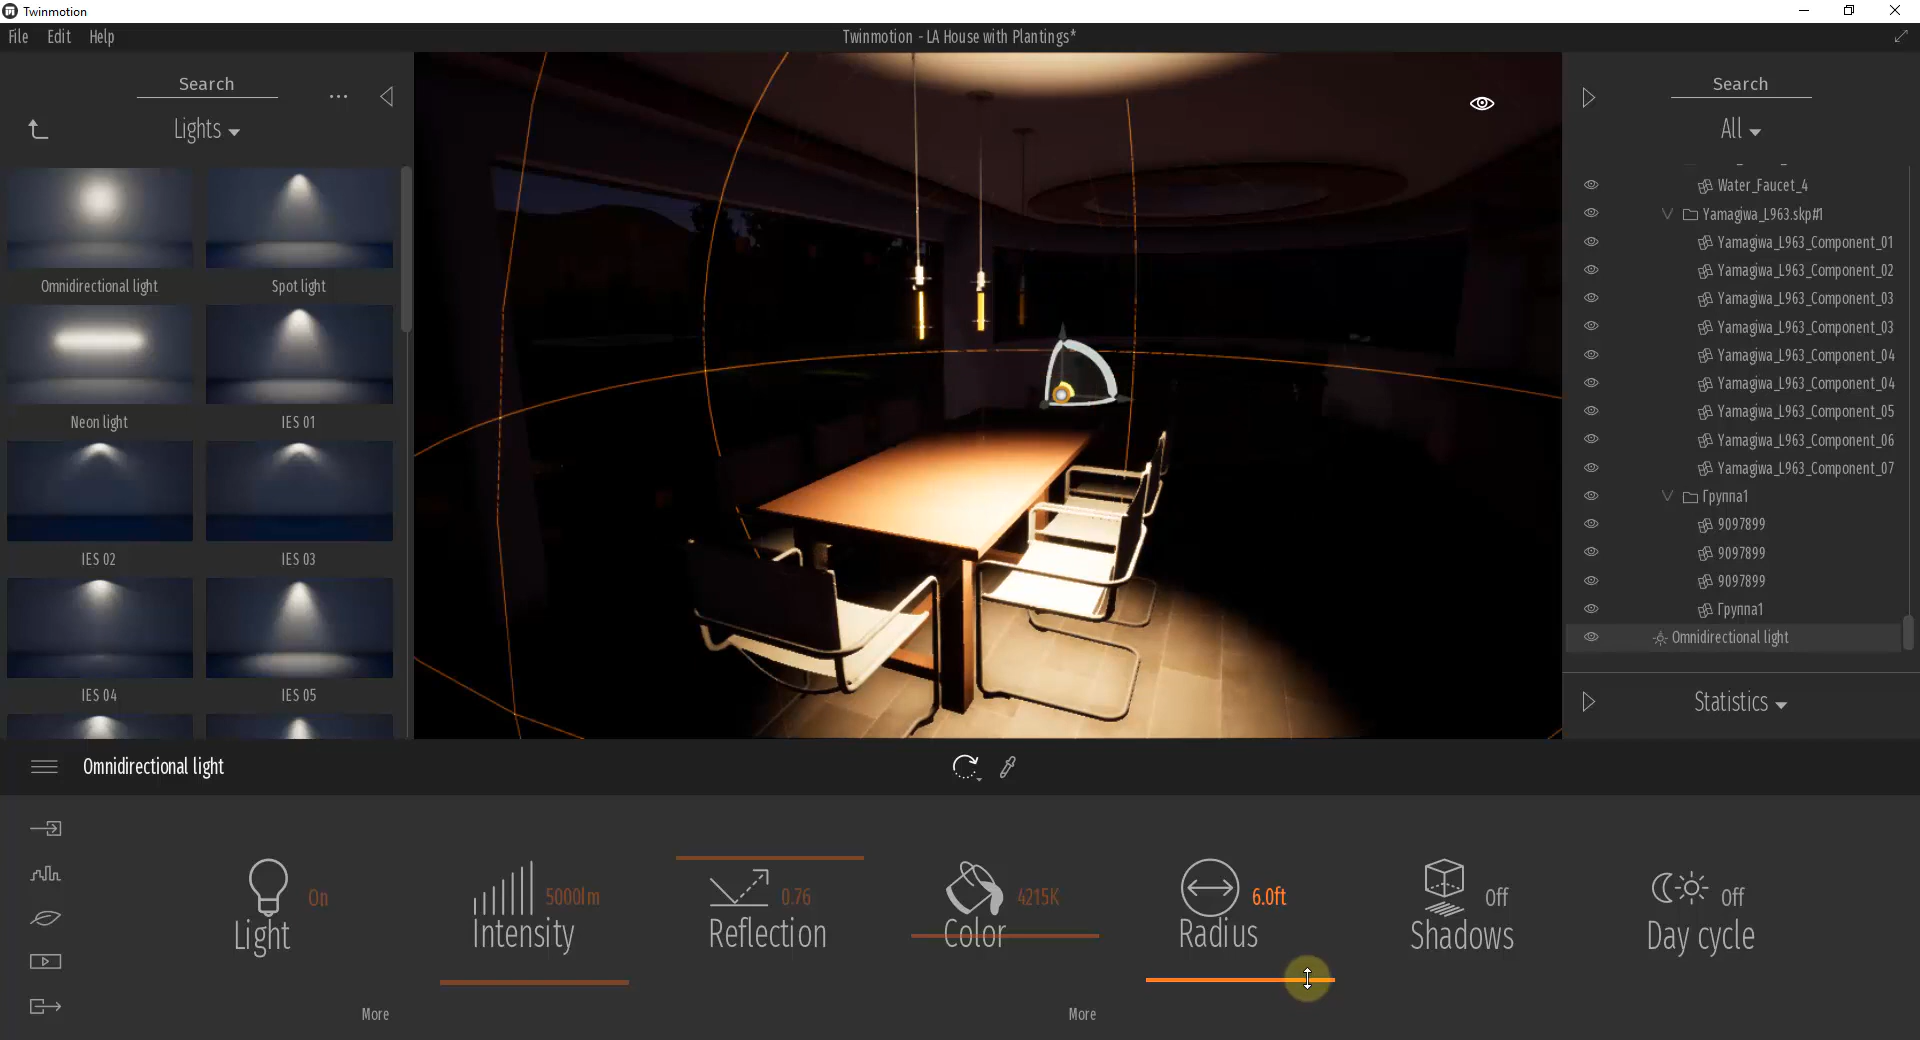 Twinmotion
File Edit Help
Twinmotion - LA House with Plantings*
Search
Lights
Omnidirectional light
Spot light
Neon light
IES 01
IES 02
IES 03
IES 04
IES 05
Search
All
Water_Faucet_4
Yamagiwa_L963.skp#1
Yamagiwa_L963_Component_01
Yamagiwa_L963_Component_02
Yamagiwa_L963_Component_03
Yamagiwa_L963_Component_03
Yamagiwa_L963_Component_04
Yamagiwa_L963_Component_04
Yamagiwa_L963_Component_05
Yamagiwa_L963_Component_06
Yamagiwa_L963_Component_07
Группа1
9097899
9097899
9097899
Группа1
Omnidirectional light
Statistics
Omnidirectional light
On
Light
5000lm
Intensity
More
0.76
Reflection
4215K
Color
More
6.0ft
Radius
Off
Shadows
Off
Day cycle